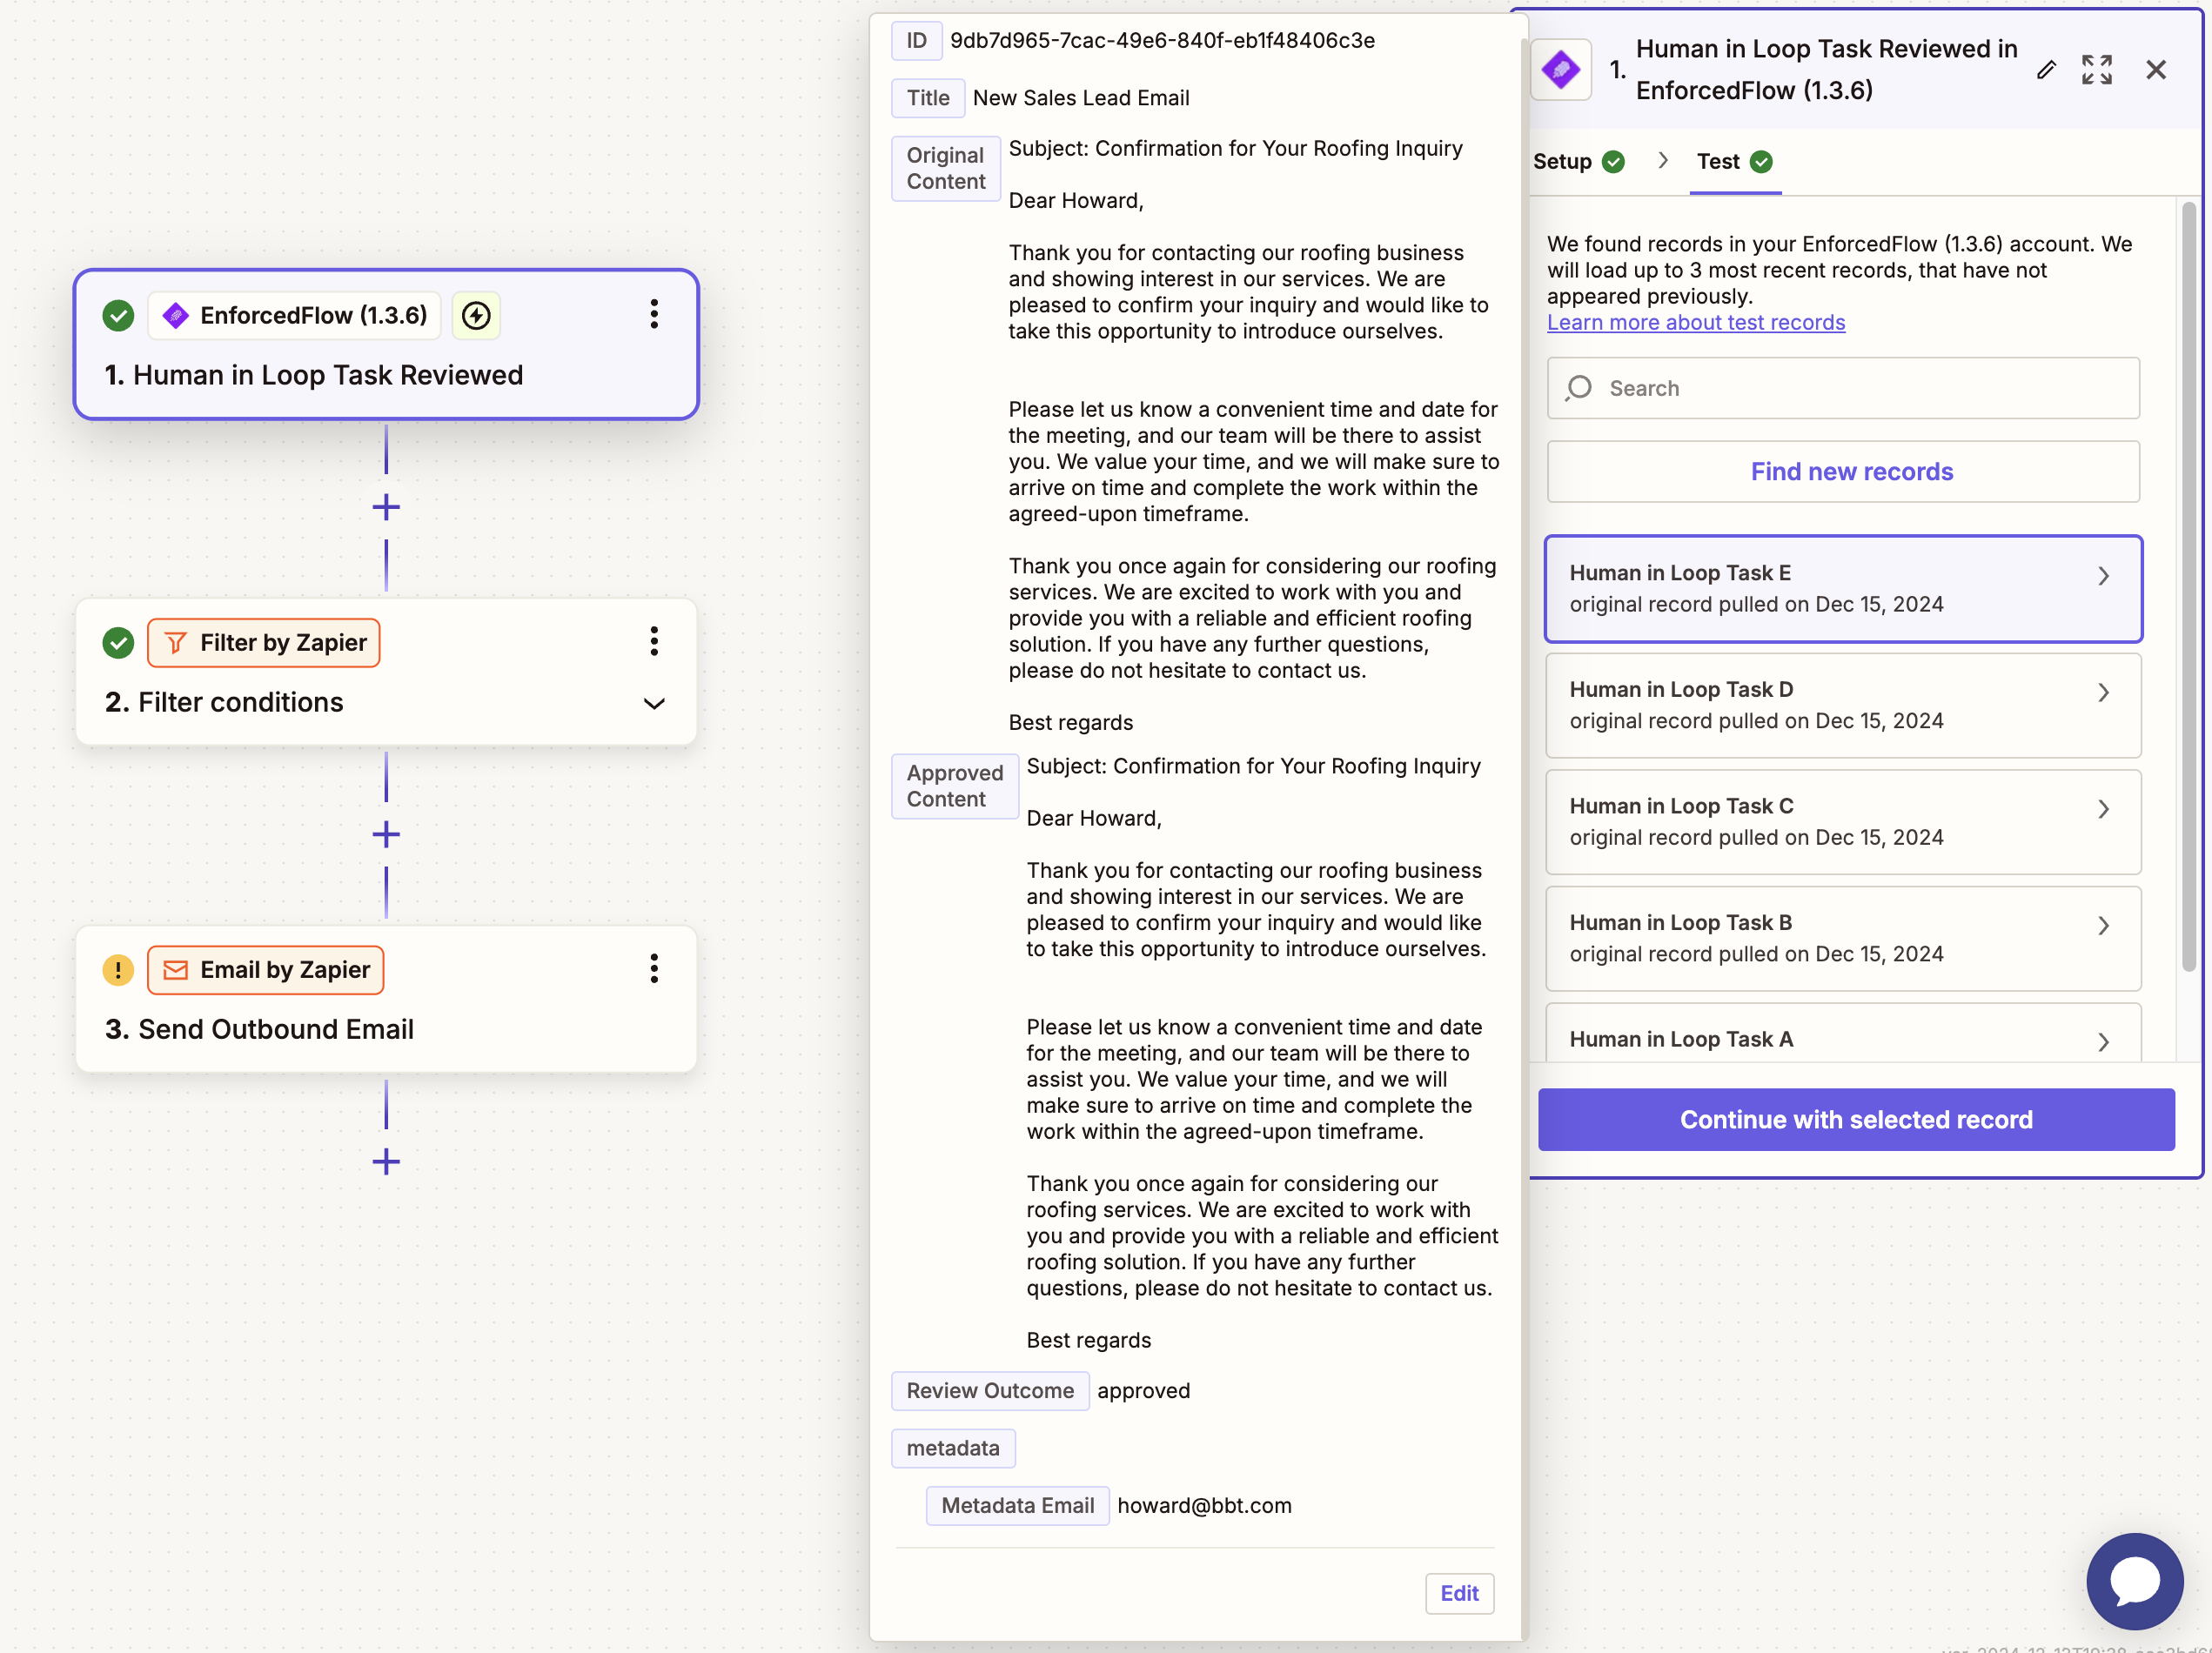 EnforcedFlow (1.3.6)
1. Human in Loop Task Reviewed
Filter by Zapier
2. Filter conditions
Email by Zapier
3. Send Outbound Email
ID 9db7d965-7cac-49e6-840f-eb1f48406c3e
Title New Sales Lead Email
Original
Content
Subject: Confirmation for Your Roofing Inquiry
Dear Howard,
Thank you for contacting our roofing business
and showing interest in our services. We are
pleased to confirm your inquiry and would like to
take this opportunity to introduce ourselves.
Please let us know a convenient time and date for
the meeting, and our team will be there to assist
you. We value your time, and we will make sure to
arrive on time and complete the work within the
agreed-upon timeframe.
Thank you once again for considering our roofing
services. We are excited to work with you and
provide you with a reliable and efficient roofing
solution. If you have any further questions,
please do not hesitate to contact us.
Best regards
Approved
Content
Subject: Confirmation for Your Roofing Inquiry
Dear Howard,
Thank you for contacting our roofing business
and showing interest in our services. We are
pleased to confirm your inquiry and would like
to take this opportunity to introduce ourselves.
Please let us know a convenient time and date
for the meeting, and our team will be there to
assist you. We value your time, and we will
make sure to arrive on time and complete the
work within the agreed-upon timeframe.
Thank you once again for considering our
roofing services. We are excited to work with
you and provide you with a reliable and efficient
roofing solution. If you have any further
questions, please do not hesitate to contact us.
Best regards
Review Outcome approved
metadata
Metadata Email howard@bbt.com
Edit
1. Human in Loop Task Reviewed in
EnforcedFlow (1.3.6)
Setup
Test
We found records in your EnforcedFlow (1.3.6) account. We
will load up to 3 most recent records, that have not
appeared previously.
Learn more about test records
Search
Find new records
Human in Loop Task E
original record pulled on Dec 15, 2024
Human in Loop Task D
original record pulled on Dec 15, 2024
Human in Loop Task C
original record pulled on Dec 15, 2024
Human in Loop Task B
original record pulled on Dec 15, 2024
Human in Loop Task A
Continue with selected record